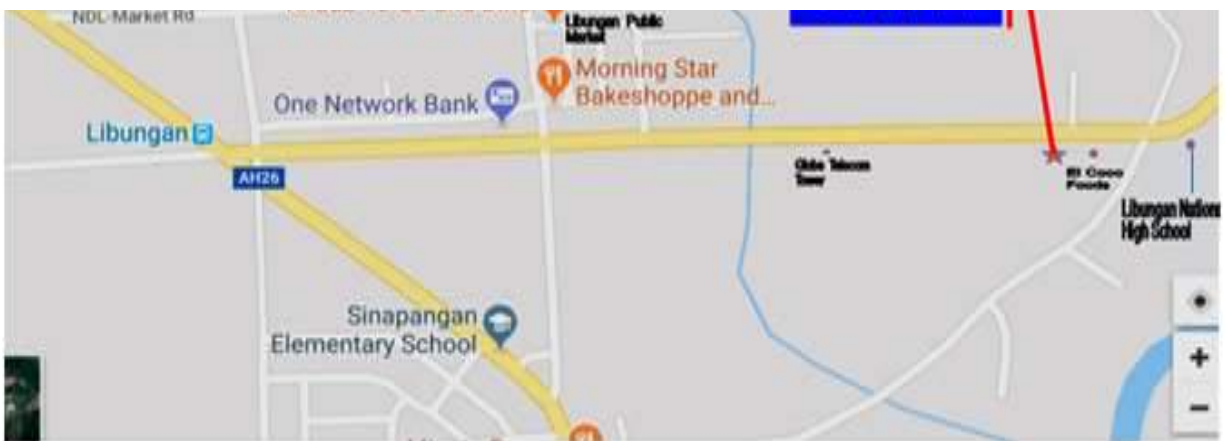 NDL-Market Rd
Libungan Public
Market
Morning Star
Bakeshoppe and...
One Network Bank
Libungan
AH26
Globe Telecom
Tower
El Coco
Foods
Libungan Nationa
High School
Sinapangan
Elementary School